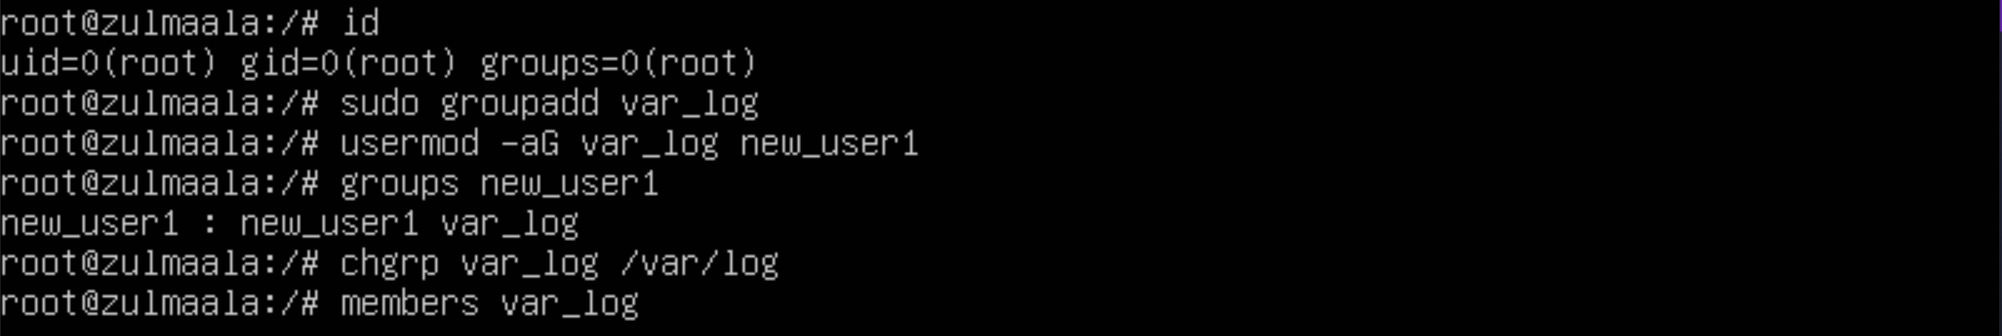 root@zulmaala:/# id
uid=0(root) gid=0(root) groups=0(root)
root@zulmaala:/# sudo groupadd var_log
root@zulmaala:/# usermod -aG var_log new_user1
root@zulmaala:/# groups new_user1
new_user1 : new_user1 var_log
root@zulmaala:/# chgrp var_log /var/log
root@zulmaala:/# members var_log